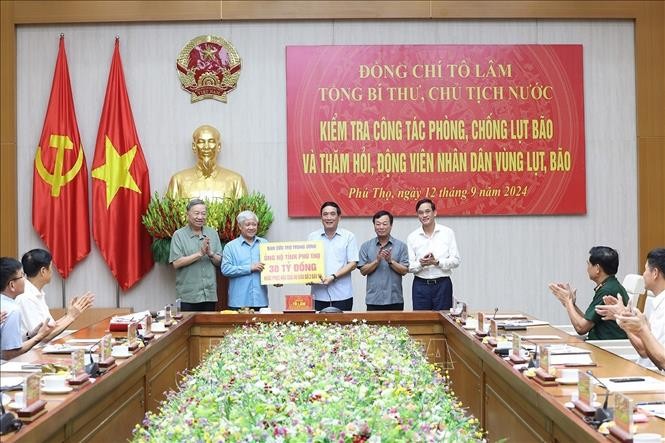 ĐỒNG CHÍ TÔ LÂM
TỔNG BÍ THƯ, CHỦ TỊCH NƯỚC
KIỂM TRA CÔNG TÁC PHÒNG, CHỐNG LỤT BÃO
VÀ THĂM HỎI, ĐỘNG VIÊN NHÂN DÂN VÙNG LỤT, BÃO
Phú Thọ, ngày 12 tháng 9 năm 2024
BAN CỨU TRỢ TRUNG ƯƠNG
ỦNG HỘ TỈNH PHÚ THỌ
30 TỶ ĐỒNG